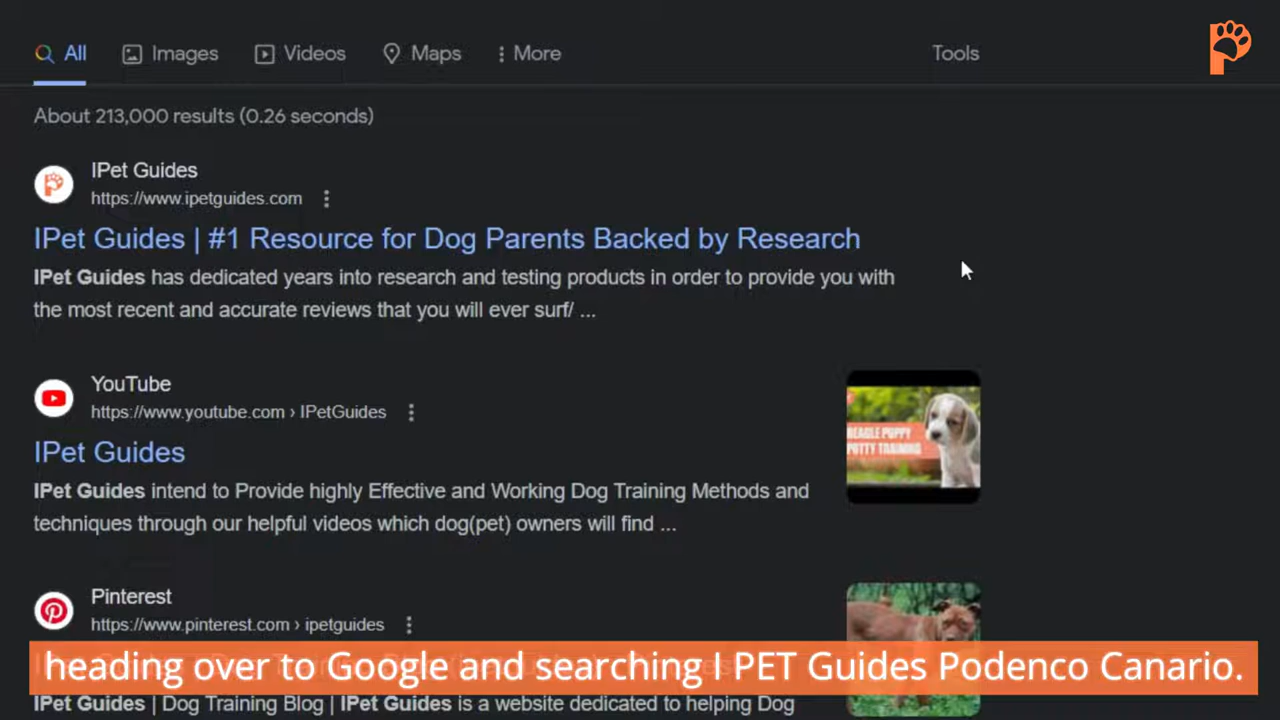 All Images Videos Maps More Tools
About 213,000 results (0.26 seconds)
IPet Guides
https://www.ipetguides.com
IPet Guides | #1 Resource for Dog Parents Backed by Research
IPet Guides has dedicated years into research and testing products in order to provide you with
the most recent and accurate reviews that you will ever surf/ ...
YouTube
https://www.youtube.com › IPetGuides
IPet Guides
IPet Guides intend to Provide highly Effective and Working Dog Training Methods and
techniques through our helpful videos which dog(pet) owners will find ...
BEAGLE PUPPY
POTTY TRAINING
Pinterest
https://www.pinterest.com › ipetguides
heading over to Google and searching I PET Guides Podenco Canario.
IPet Guides | Dog Training Blog | IPet Guides is a website dedicated to helping Dog